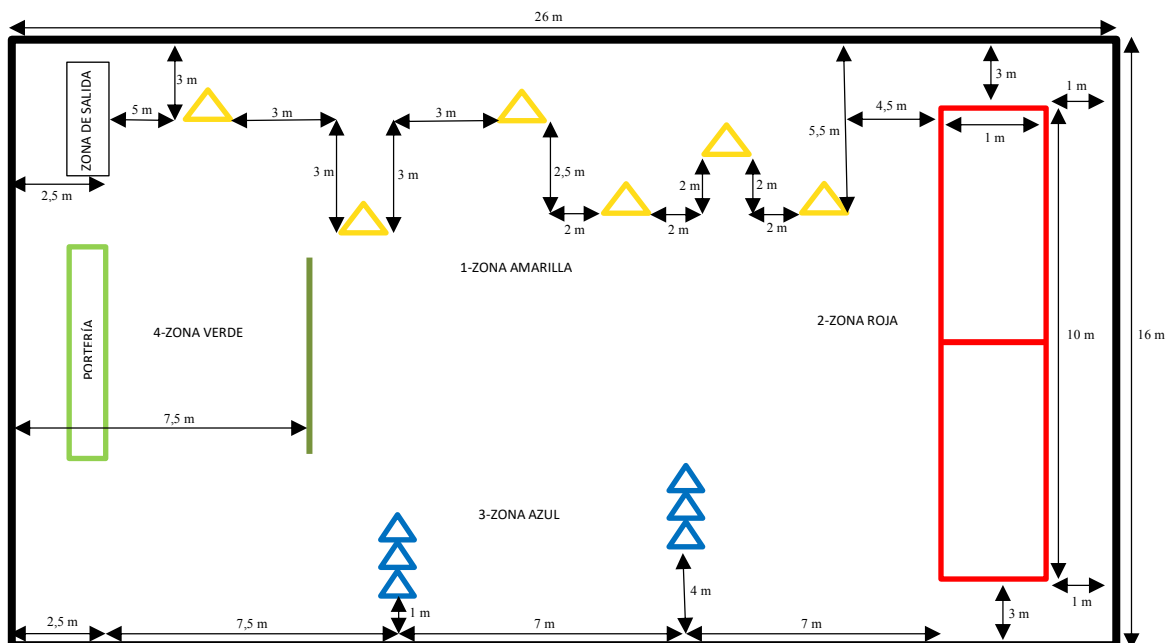 26 m
ZONA DE SALIDA
3 m
5 m
3 m
3 m
4,5 m
3 m
1 m
5,5 m
1 m
3 m
3 m
2,5 m
2 m
2 m
2,5 m
2 m
2 m
2 m
1-ZONA AMARILLA
PORTERÍA
4-ZONA VERDE
2-ZONA ROJA
10 m
16 m
7,5 m
3-ZONA AZUL
4 m
1 m
3 m
1 m
2,5 m
7,5 m
7 m
7 m